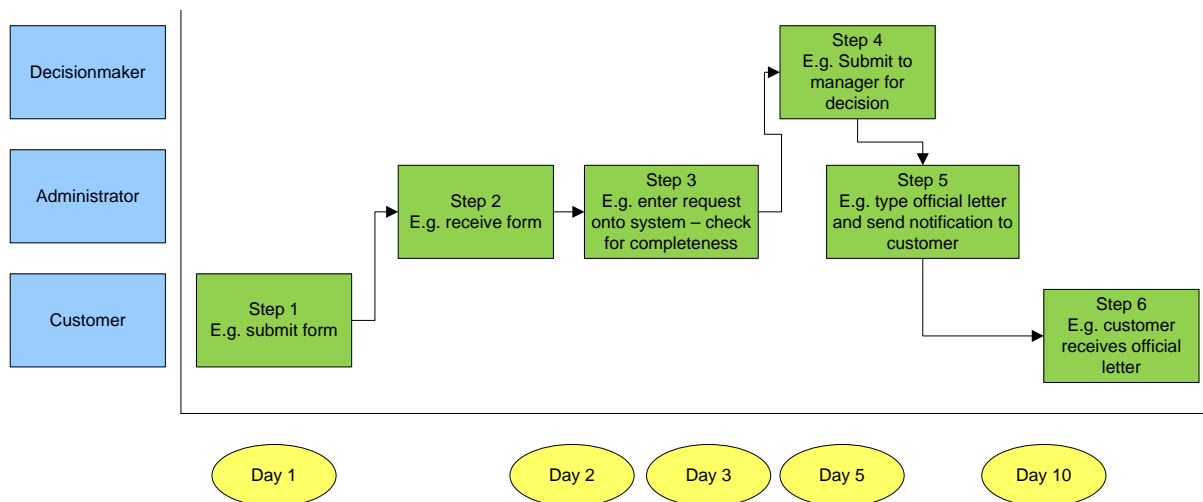 Decisionmaker
Administrator
Customer
Step 1
E.g. submit form
Step 2
E.g. receive form
Step 3
E.g. enter request
onto system – check
for completeness
Step 4
E.g. Submit to
manager for
decision
Step 5
E.g. type official letter
and send notification to
customer
Step 6
E.g. customer
receives official
letter
Day 1
Day 2
Day 3
Day 5
Day 10